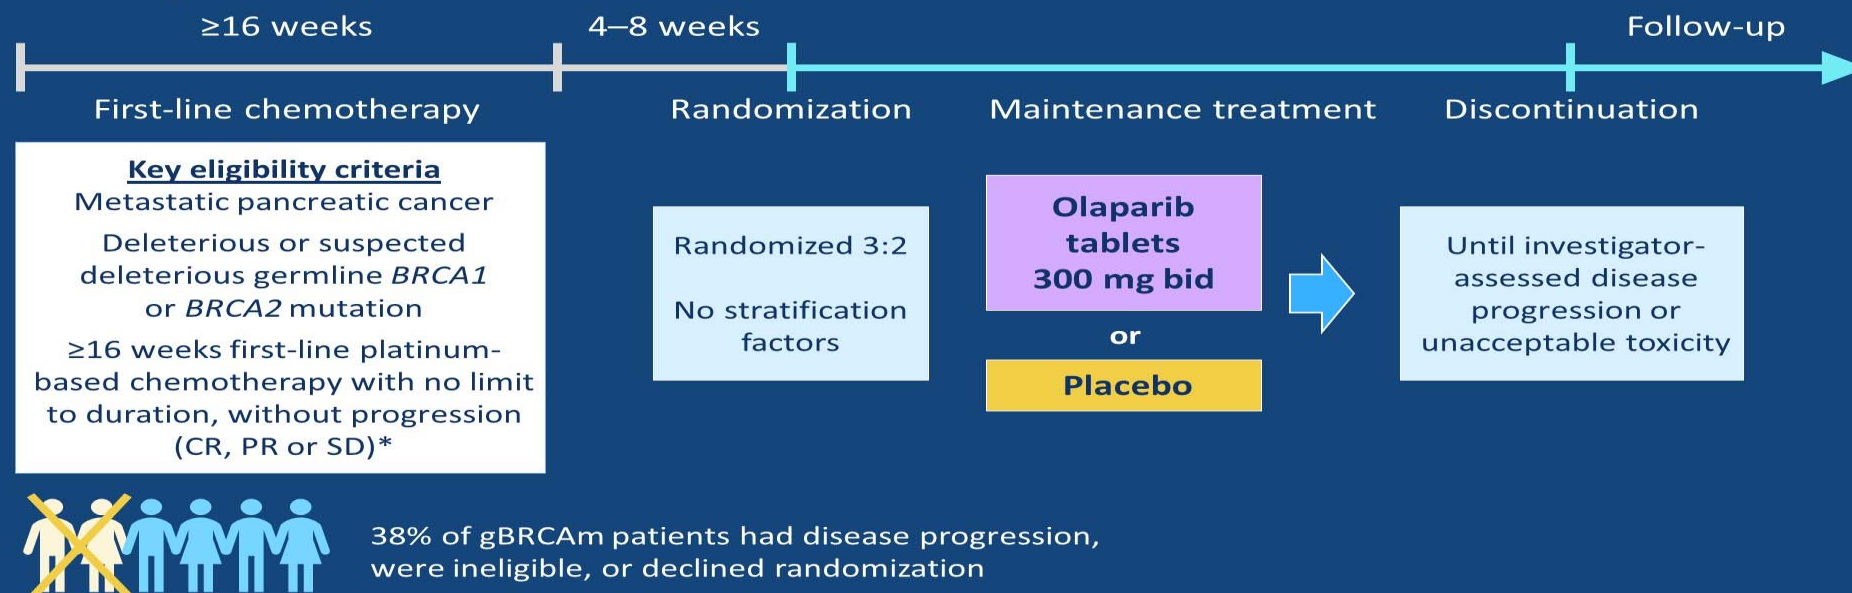 ≥16 weeks
4–8 weeks
Follow-up
First-line chemotherapy
Randomization
Maintenance treatment
Discontinuation
Key eligibility criteria
Metastatic pancreatic cancer
Deleterious or suspected
deleterious germline BRCA1
or BRCA2 mutation
≥16 weeks first-line platinum-
based chemotherapy with no limit
to duration, without progression
(CR, PR or SD)*
Randomized 3:2
No stratification
factors
Olaparib
tablets
300 mg bid
or
Placebo
Until investigator-
assessed disease
progression or
unacceptable toxicity
38% of gBRCAm patients had disease progression,
were ineligible, or declined randomization